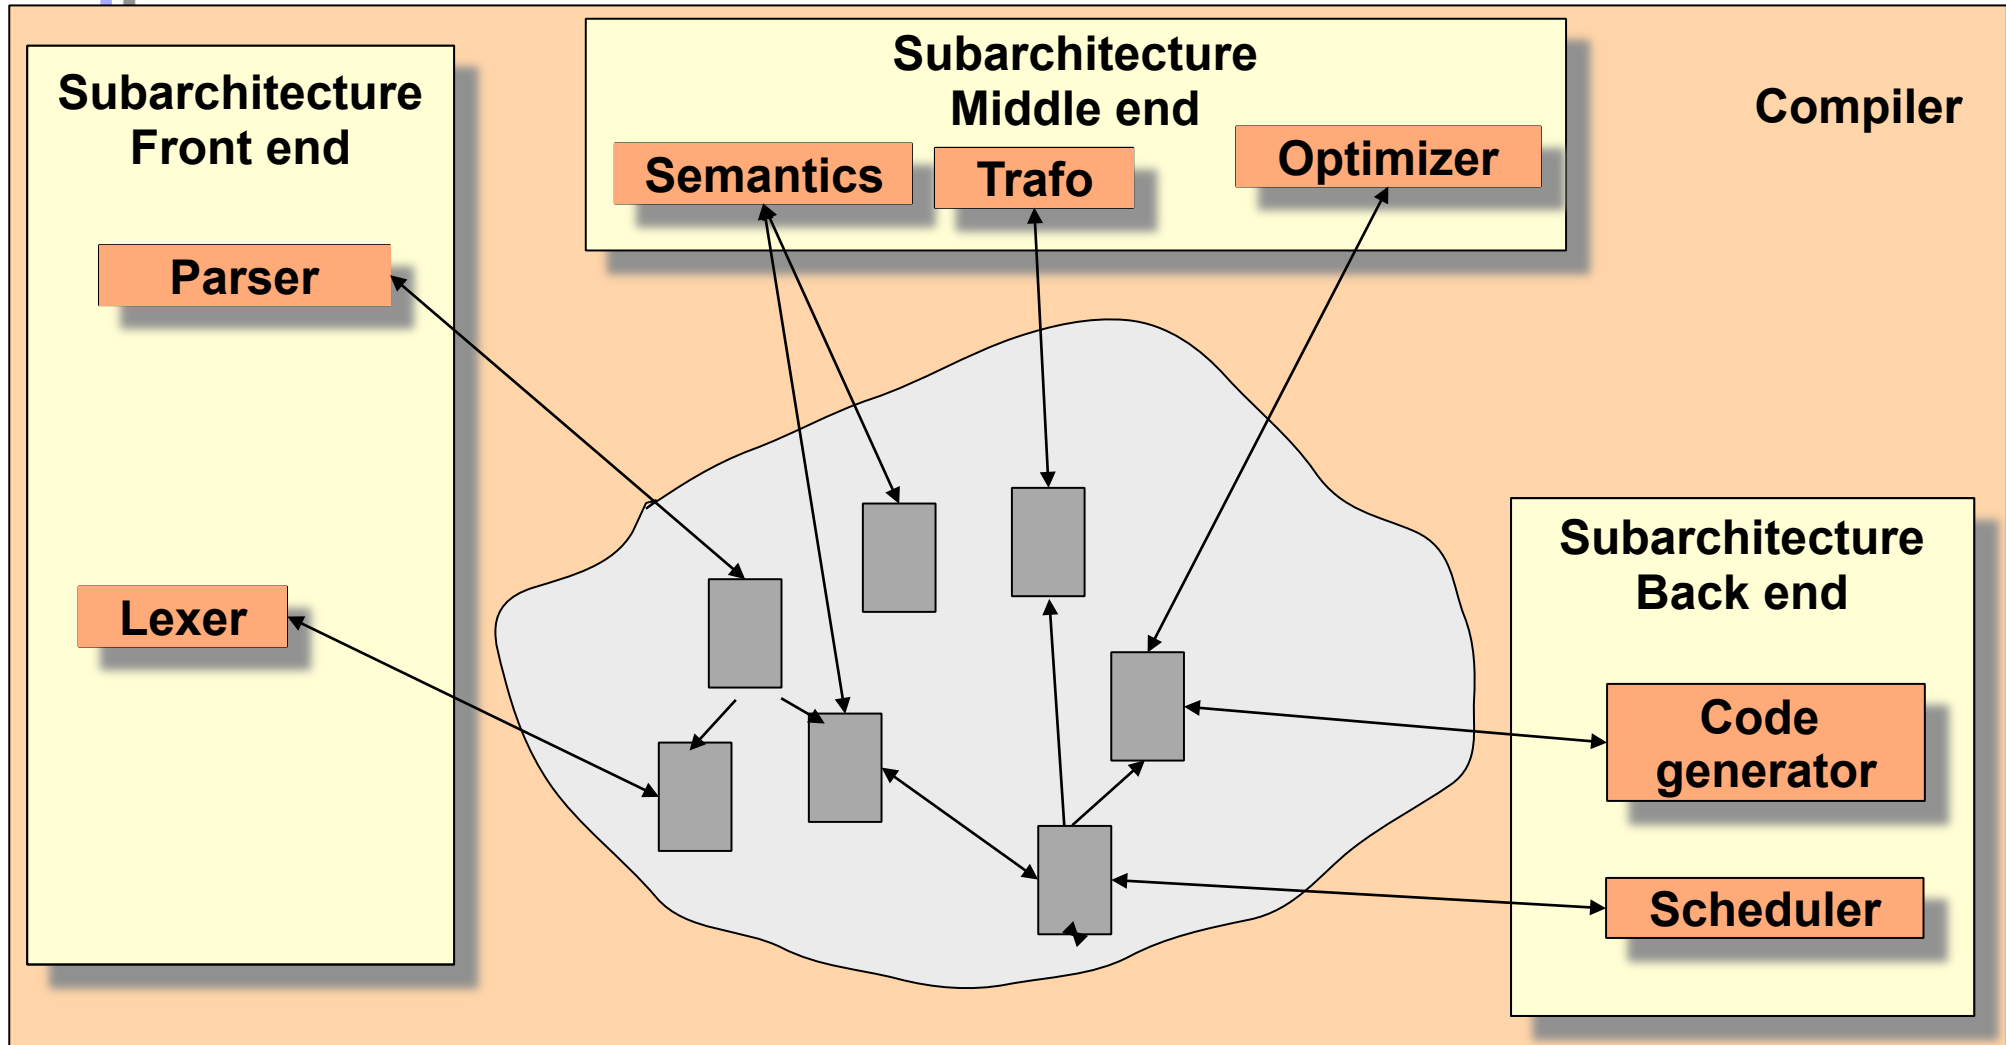 Subarchitecture
Front end
Parser
Lexer
Subarchitecture
Middle end
Semantics
Trafo
Optimizer
Compiler
Subarchitecture
Back end
Code
generator
Scheduler